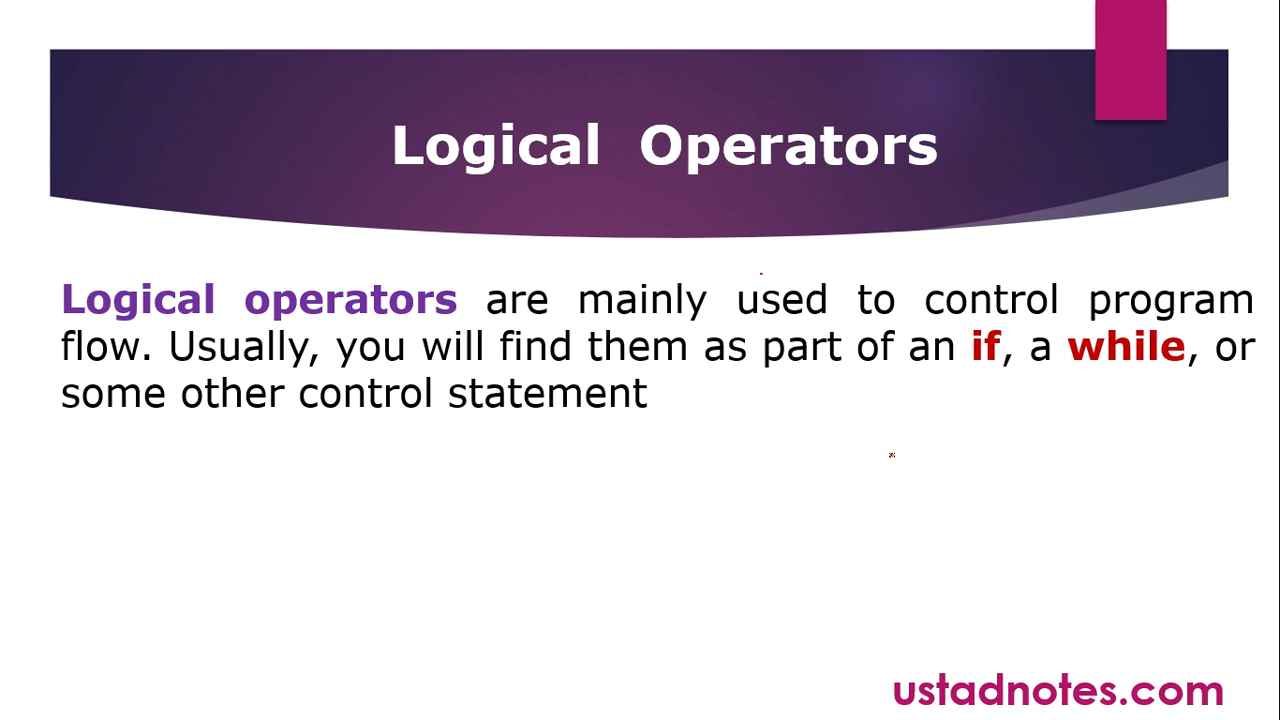 Logical Operators
Logical operators are mainly used to control program
flow. Usually, you will find them as part of an if, a while, or
some other control statement
ustadnotes.com